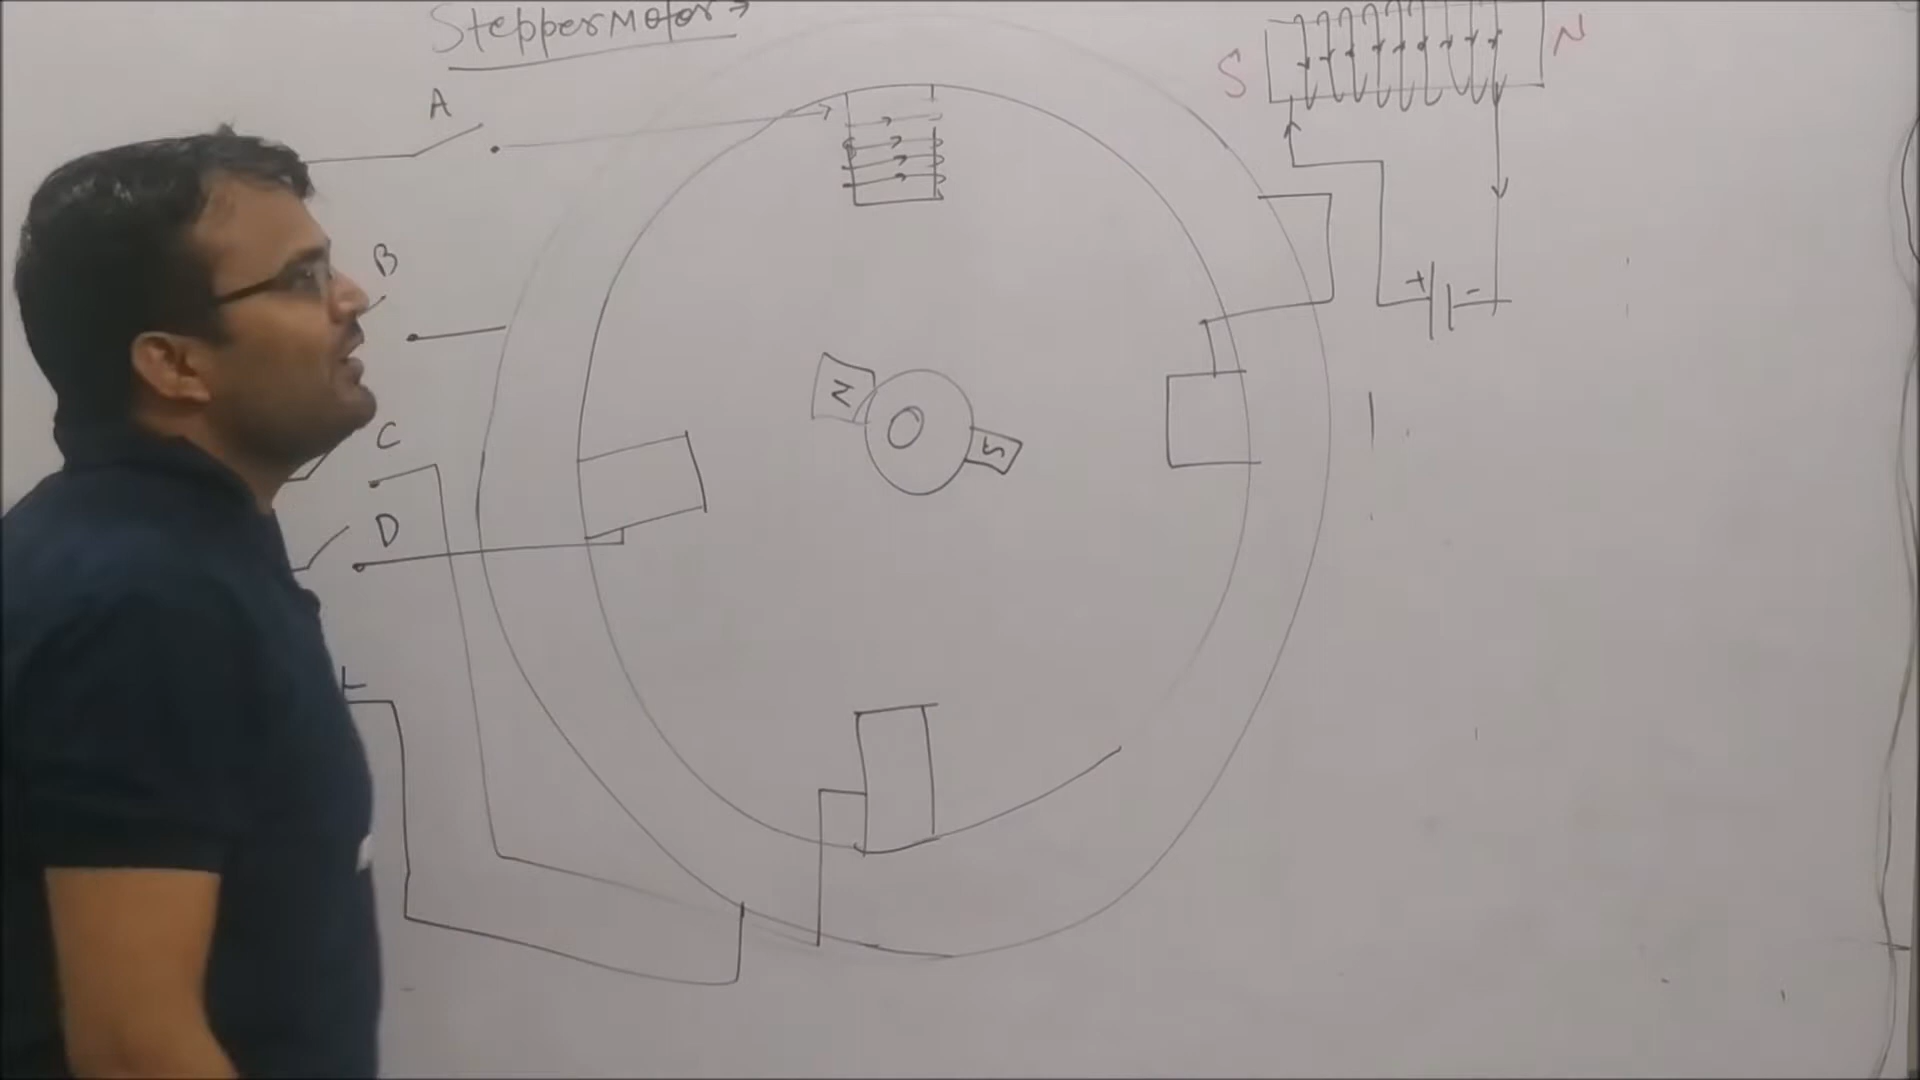 Stepper Motor →
S
N
A
B
+ -
N
S
C
D